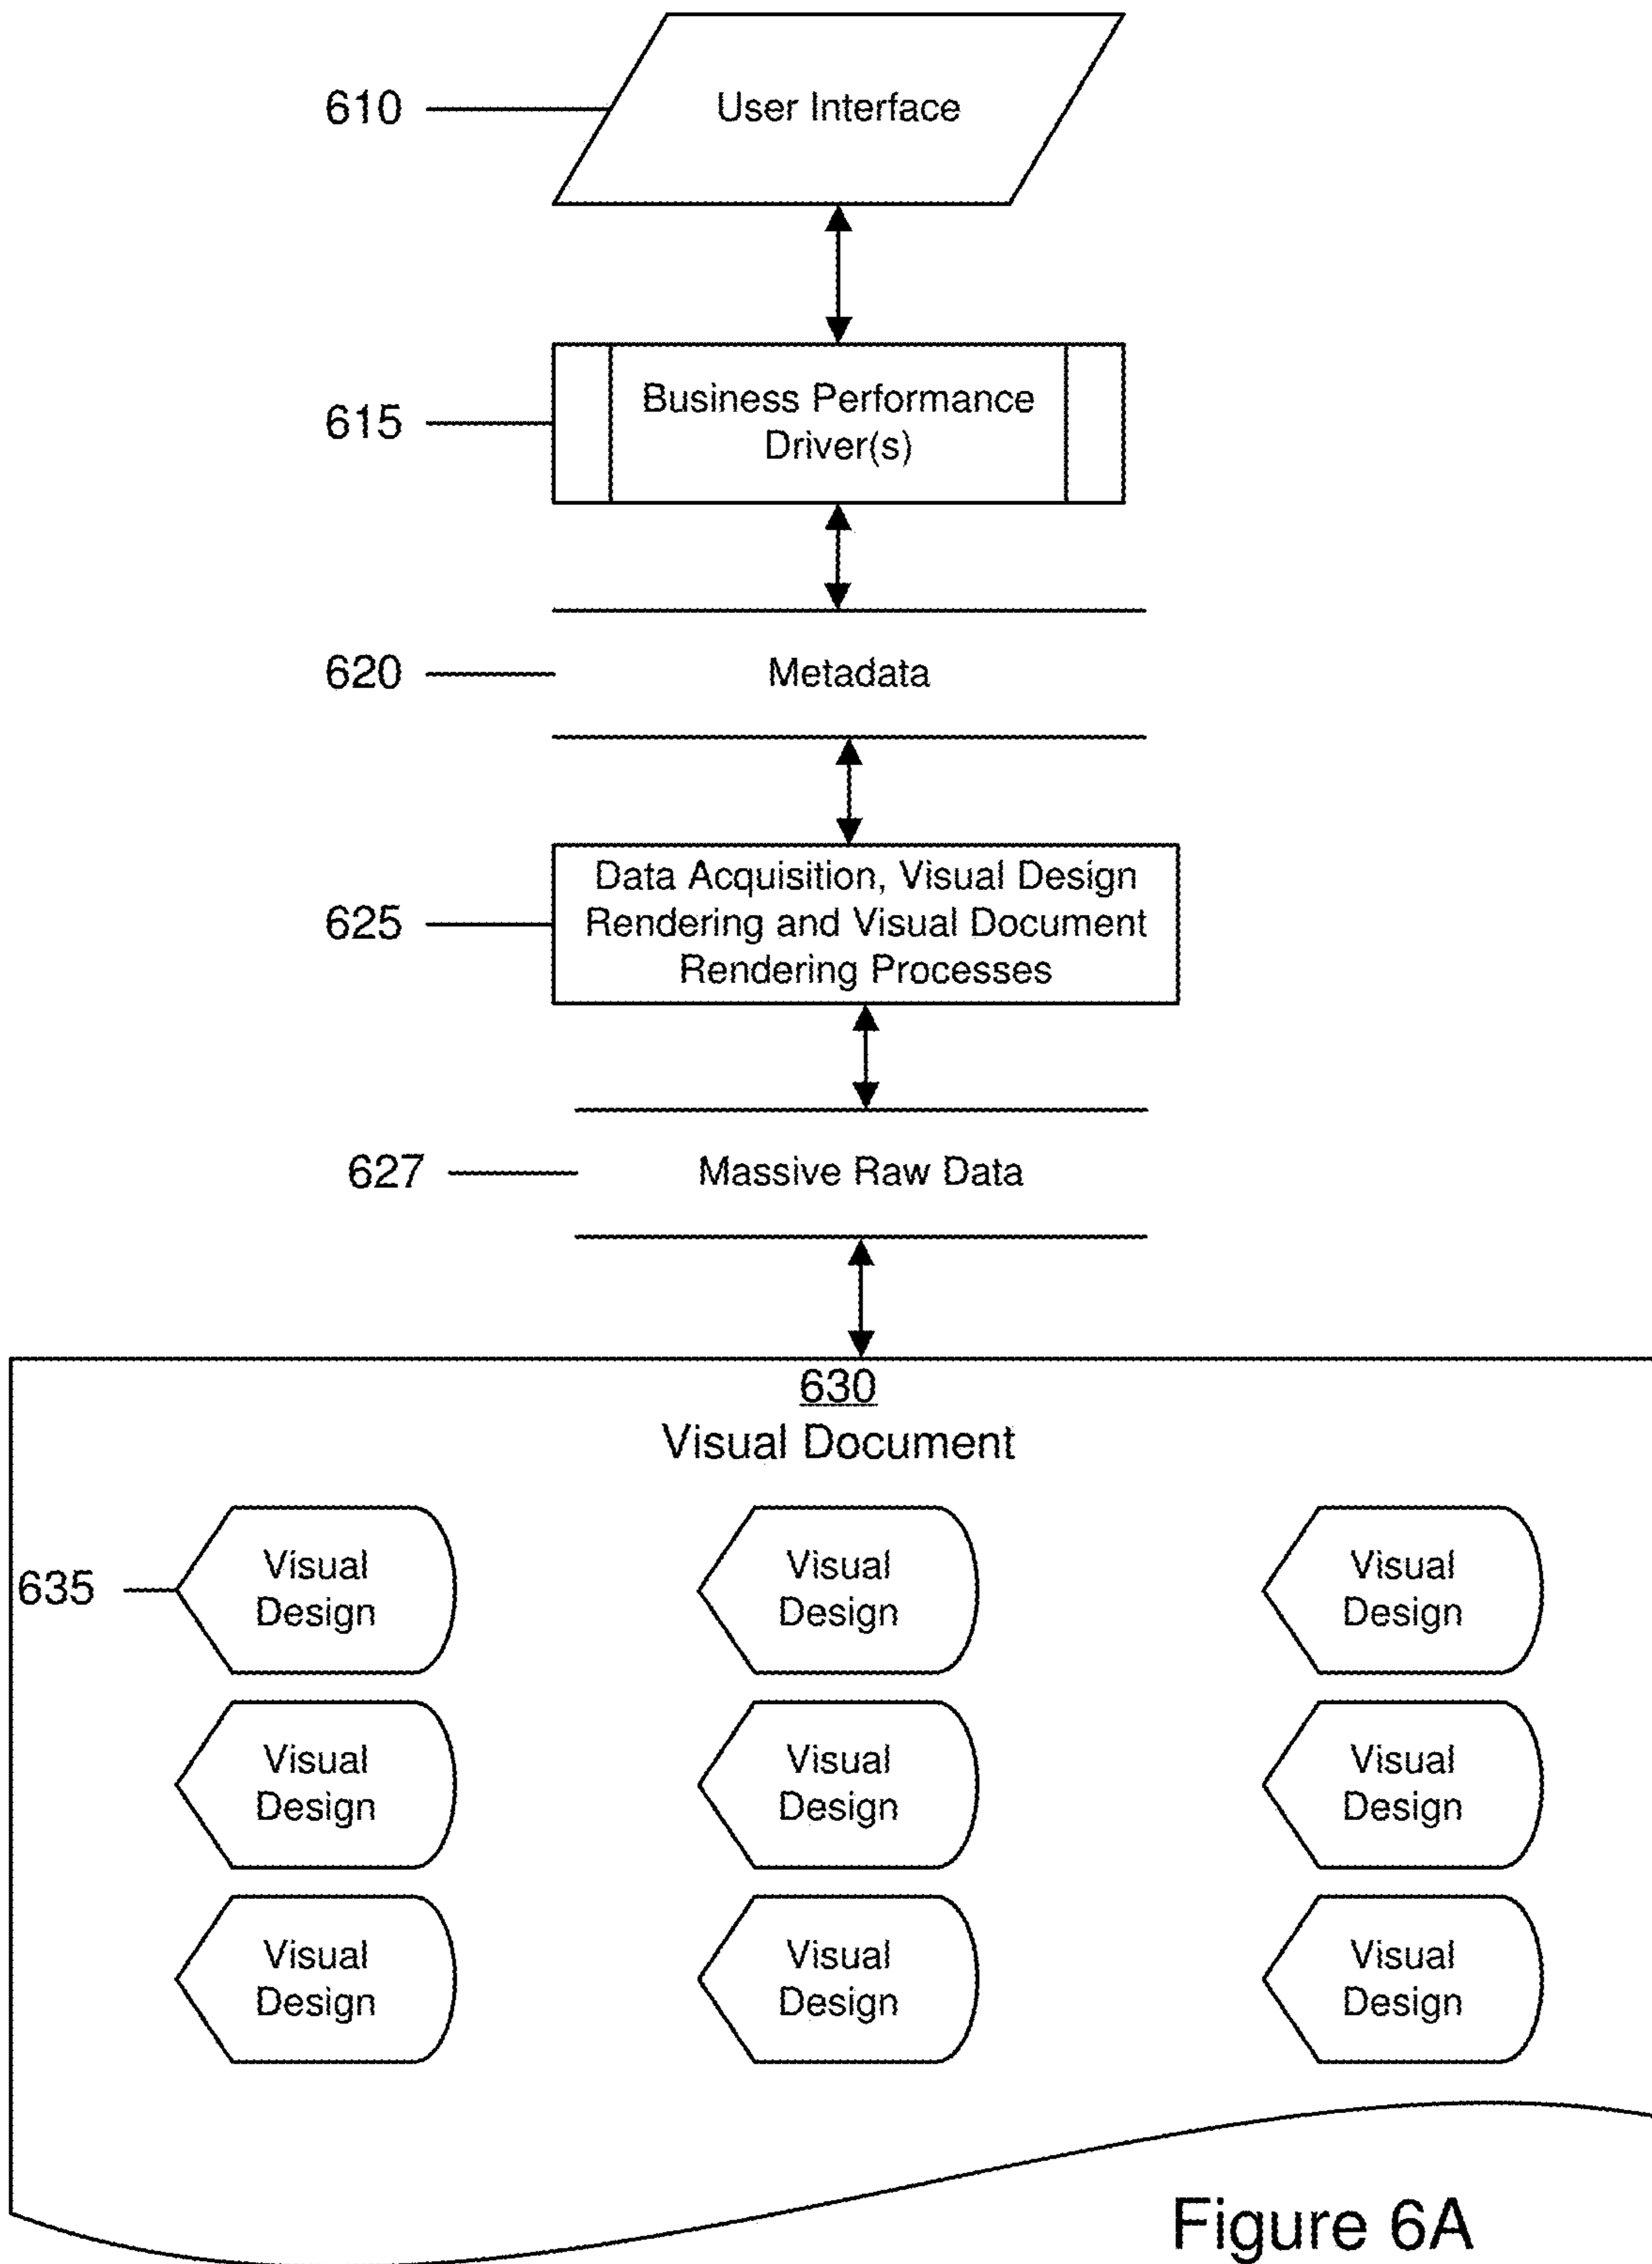 610
User Interface
615
Business Performance
Driver(s)
620
Metadata
625
Data Acquisition, Visual Design
Rendering and Visual Document
Rendering Processes
627
Massive Raw Data
630
Visual Document
635
Visual
Design
Visual
Design
Visual
Design
Visual
Design
Visual
Design
Visual
Design
Visual
Design
Visual
Design
Visual
Design
Figure 6A